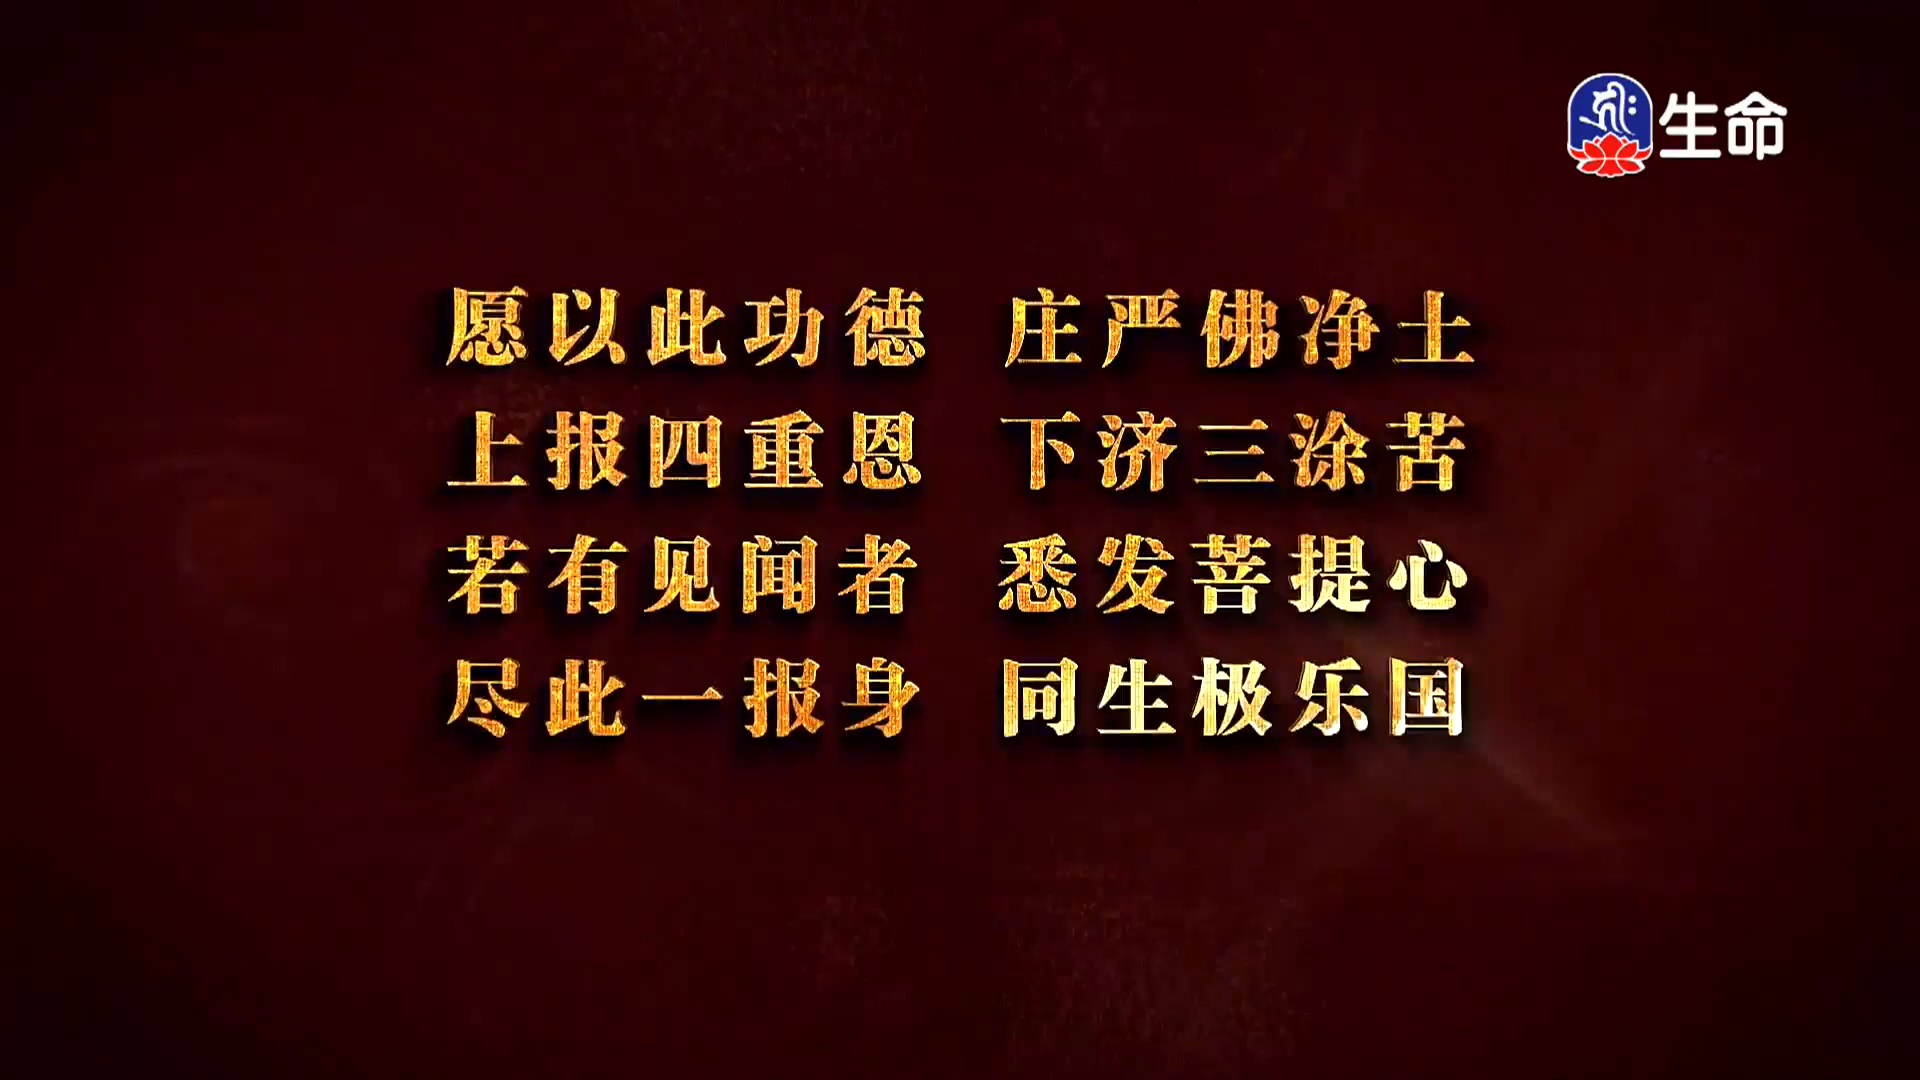 生命
愿以此功德 庄严佛净土
上报四重恩 下济三涂苦
若有见闻者 悉发菩提心
尽此一报身 同生极乐国